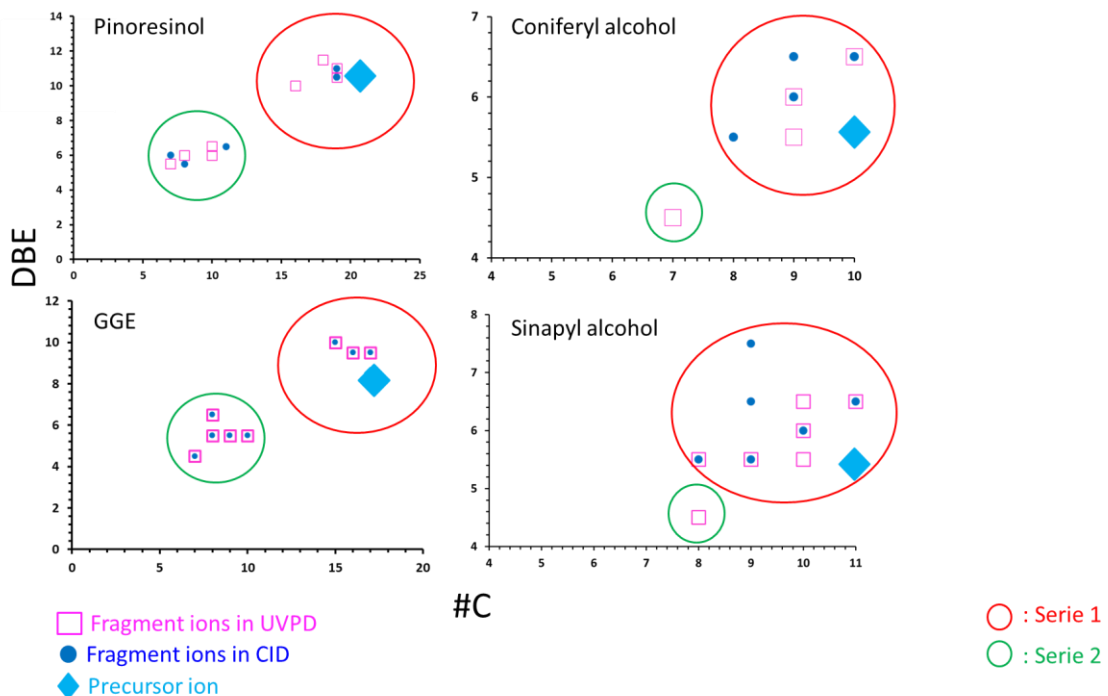 Pinoresinol
14
12
10
8
6
4
2
0
0 5 10 15 20 25
Coniferyl alcohol
7
6
5
4
4 5 6 7 8 9 10
DBE
GGE
12
10
8
6
4
2
0
0 5 10 15 20
Sinapyl alcohol
8
7
6
5
4
4 5 6 7 8 9 10 11
#C
Fragment ions in UVPD
Fragment ions in CID
Precursor ion
: Serie 1
: Serie 2